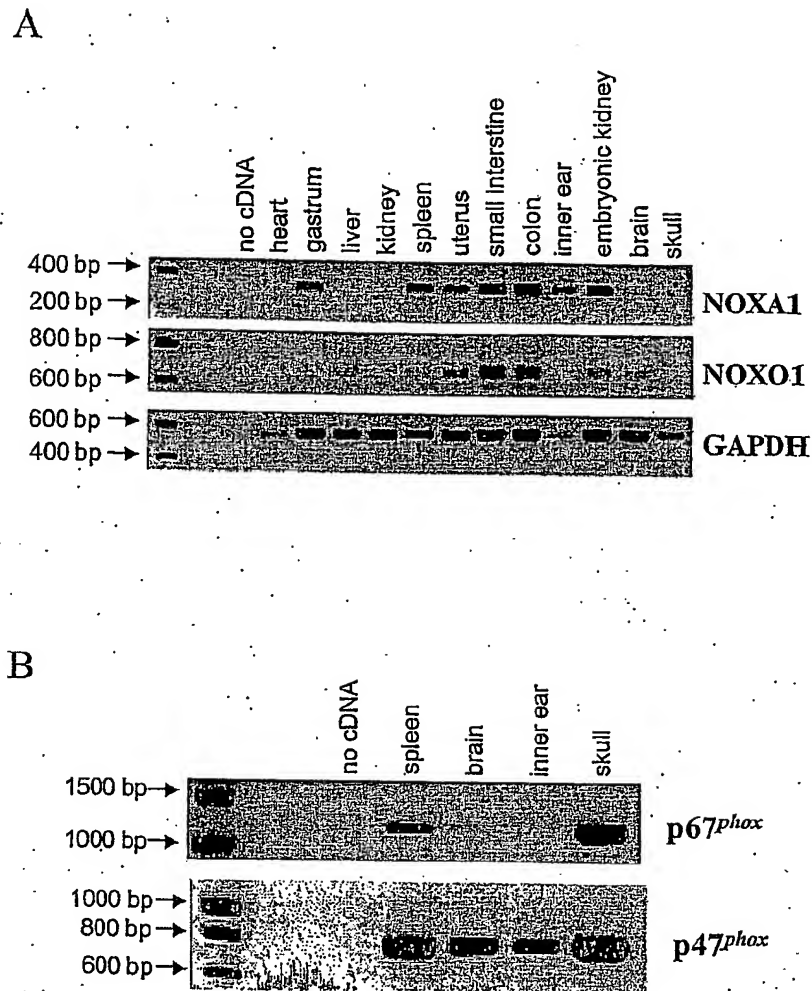 A
no cDNA
heart
gastrum
liver
kidney
spleen
uterus
small interstine
colon
inner ear
embryonic kidney
brain
skull
400 bp
200 bp
NOXA1
800 bp
600 bp
NOXO1
600 bp
400 bp
GAPDH
B
no cDNA
spleen
brain
inner ear
skull
1500 bp
1000 bp
p67phox
1000 bp
800 bp
600 bp
p47phox